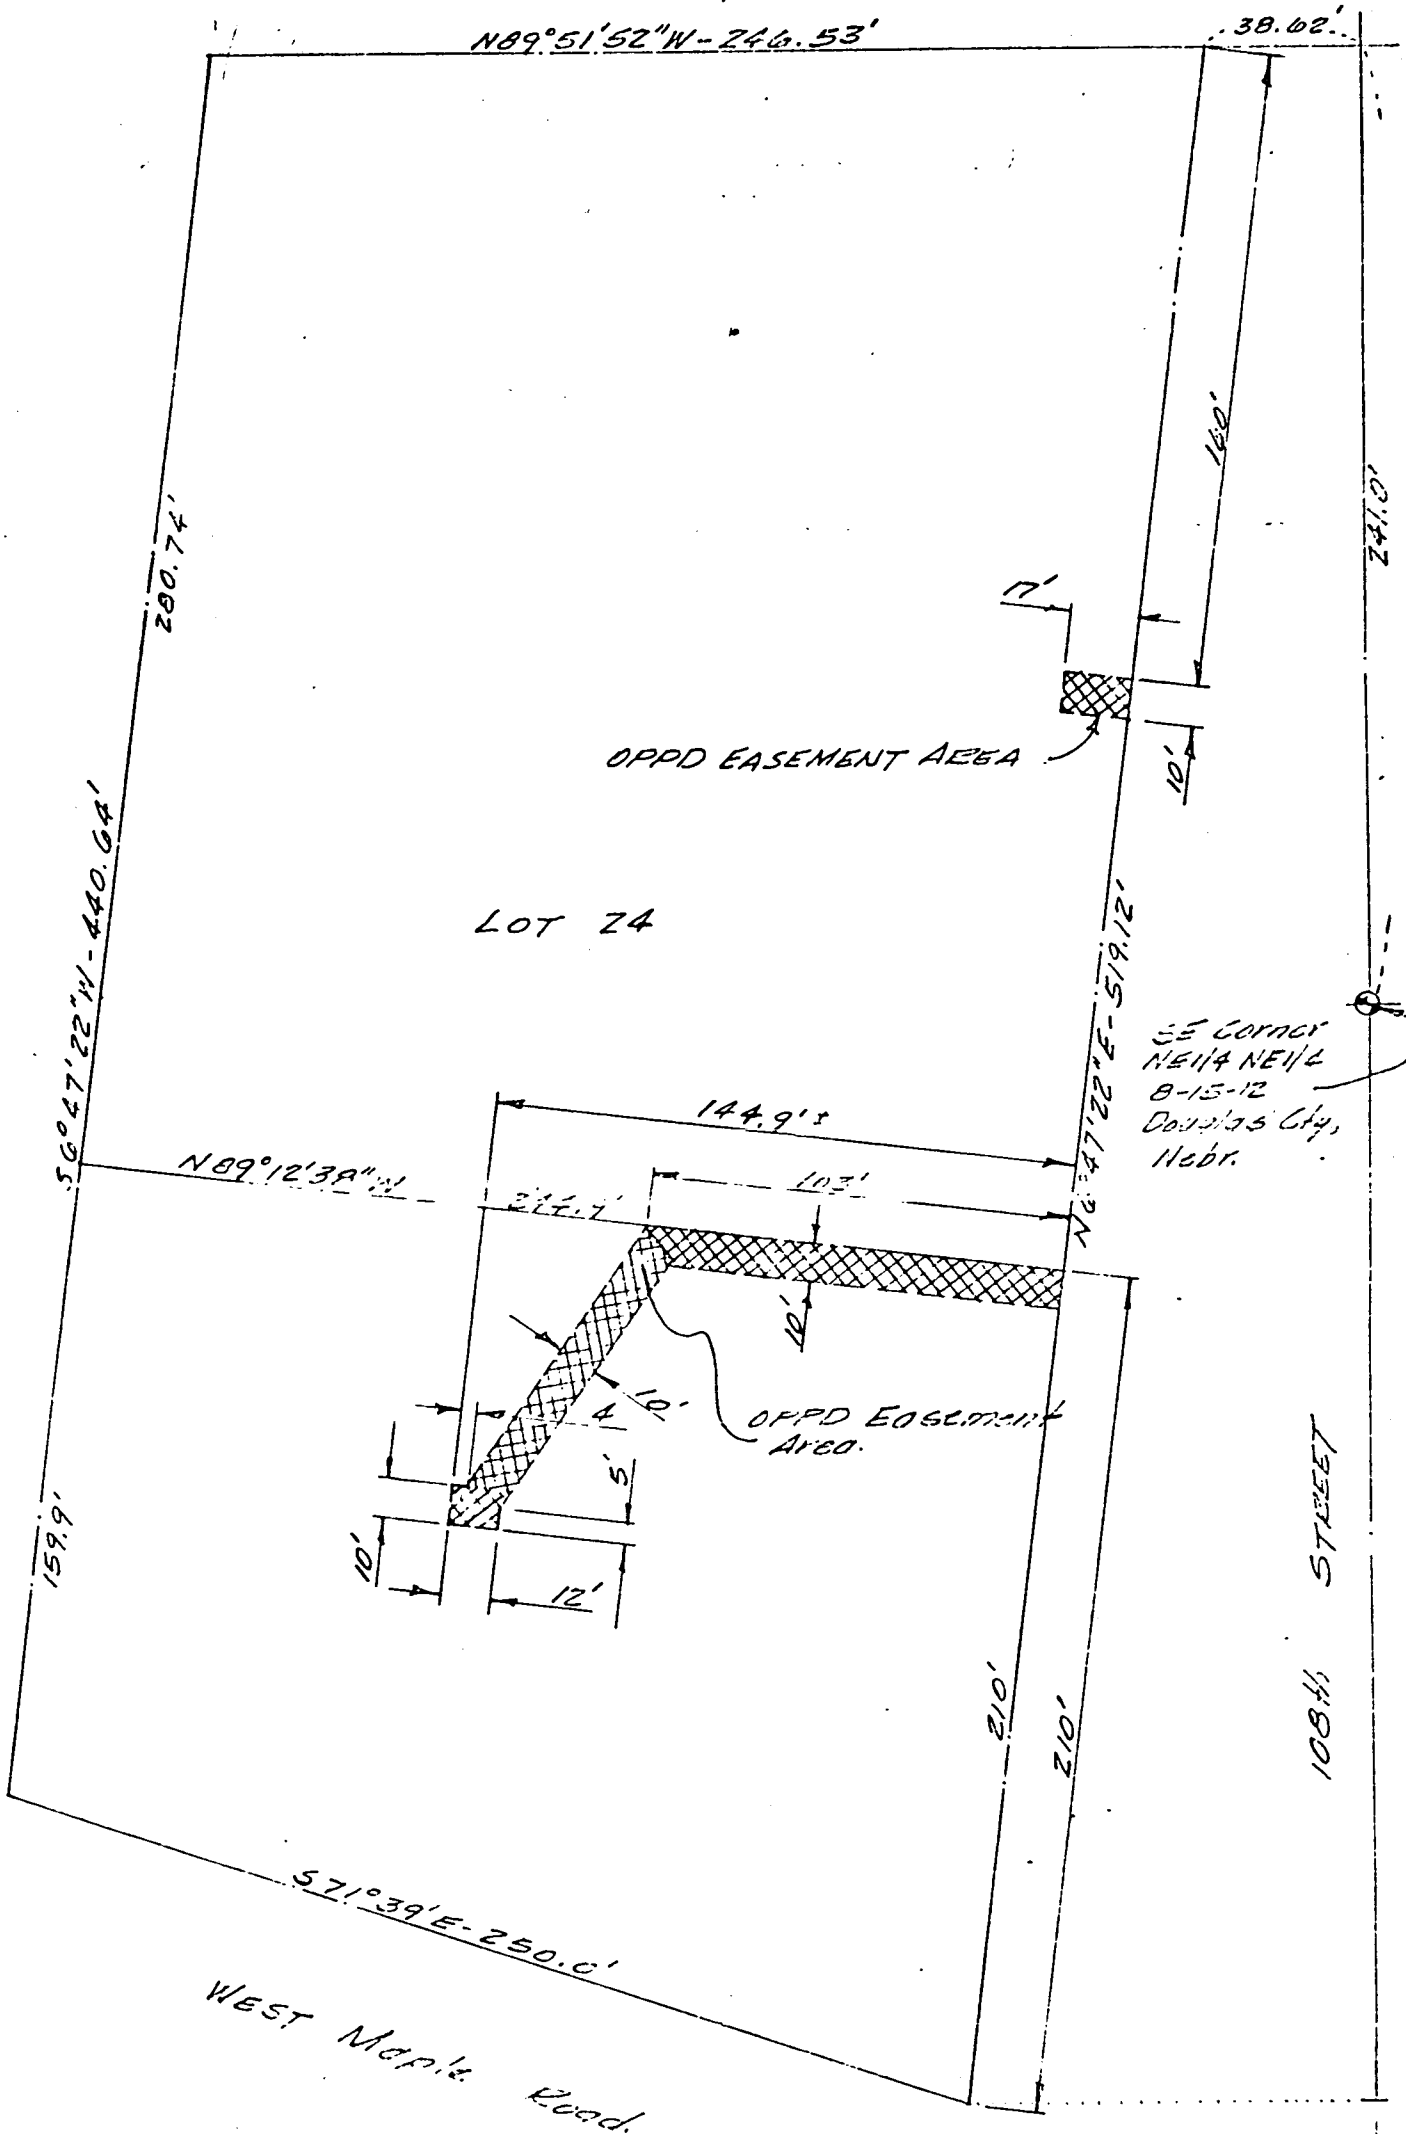 N89°51'52"W-246.53'
38.62'
160'
241.0'
280.74'
17'
10'
OPPD EASEMENT AREA
S6°47'22"W-440.64'
LOT 24
N6°47'22"E-519.12'
SE Corner
NE1/4 NE1/4
8-15-12
Douglas Cty,
Nebr.
144.9'±
N89°12'38"W
103'
10'
10'
4
OPPD Easement
Area.
5'
10'
12'
159.9'
210'
210'
108th STREET
S71°39'E-250.0'
WEST Maple Road.